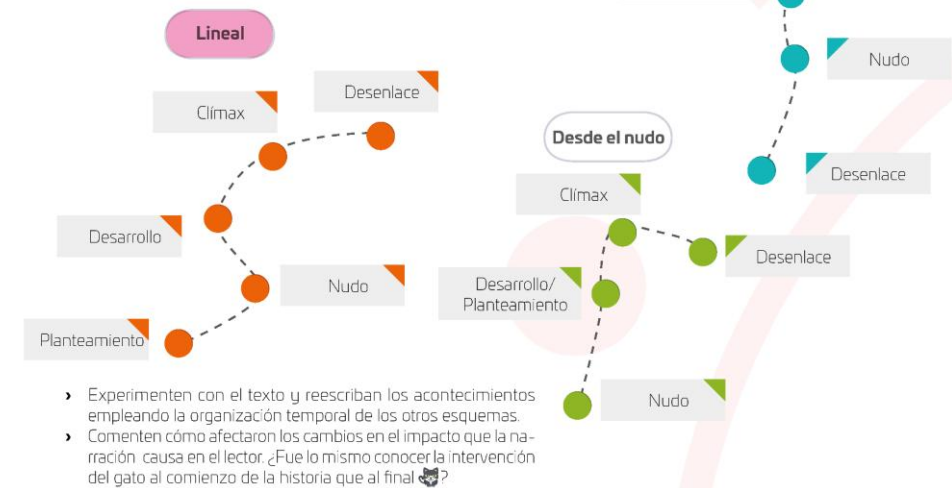 Lineal
Desenlace
Clímax
Desarrollo
Nudo
Planteamiento
Desde el nudo
Clímax
Desenlace
Desarrollo/
Planteamiento
Nudo
Nudo
Desenlace
› Experimenten con el texto y reescriban los acontecimientos
empleando la organización temporal de los otros esquemas.
› Comenten cómo afectaron los cambios en el impacto que la na-
rración causa en el lector. ¿Fue lo mismo conocer la intervención
del gato al comienzo de la historia que al final ?